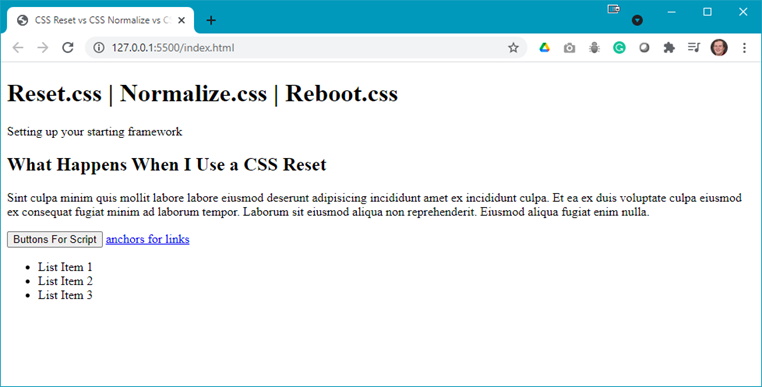 CSS Reset vs CSS Normalize vs C
127.0.0.1:5500/index.html
Reset.css | Normalize.css | Reboot.css
Setting up your starting framework
What Happens When I Use a CSS Reset
Sint culpa minim quis mollit labore labore eiusmod deserunt adipisicing incididunt amet ex incididunt culpa. Et ea ex duis voluptate culpa eiusmod
ex consequat fugiat minim ad laborum tempor. Laborum sit eiusmod aliqua non reprehenderit. Eiusmod aliqua fugiat enim nulla.
Buttons For Script anchors for links
• List Item 1
• List Item 2
• List Item 3